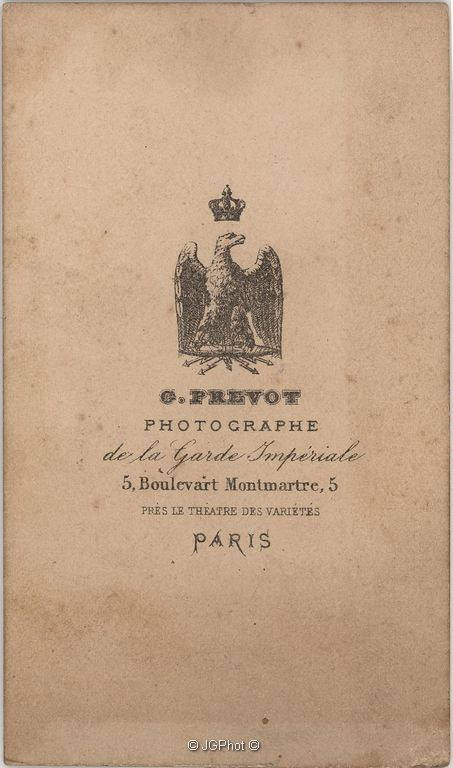 G. PREVOT
PHOTOGRAPHE
de la Garde Impériale
5, Boulevart Montmartre, 5
PRÈS LE THÉATRE DES VARIÉTÉS
PARIS
© JGPhot ©